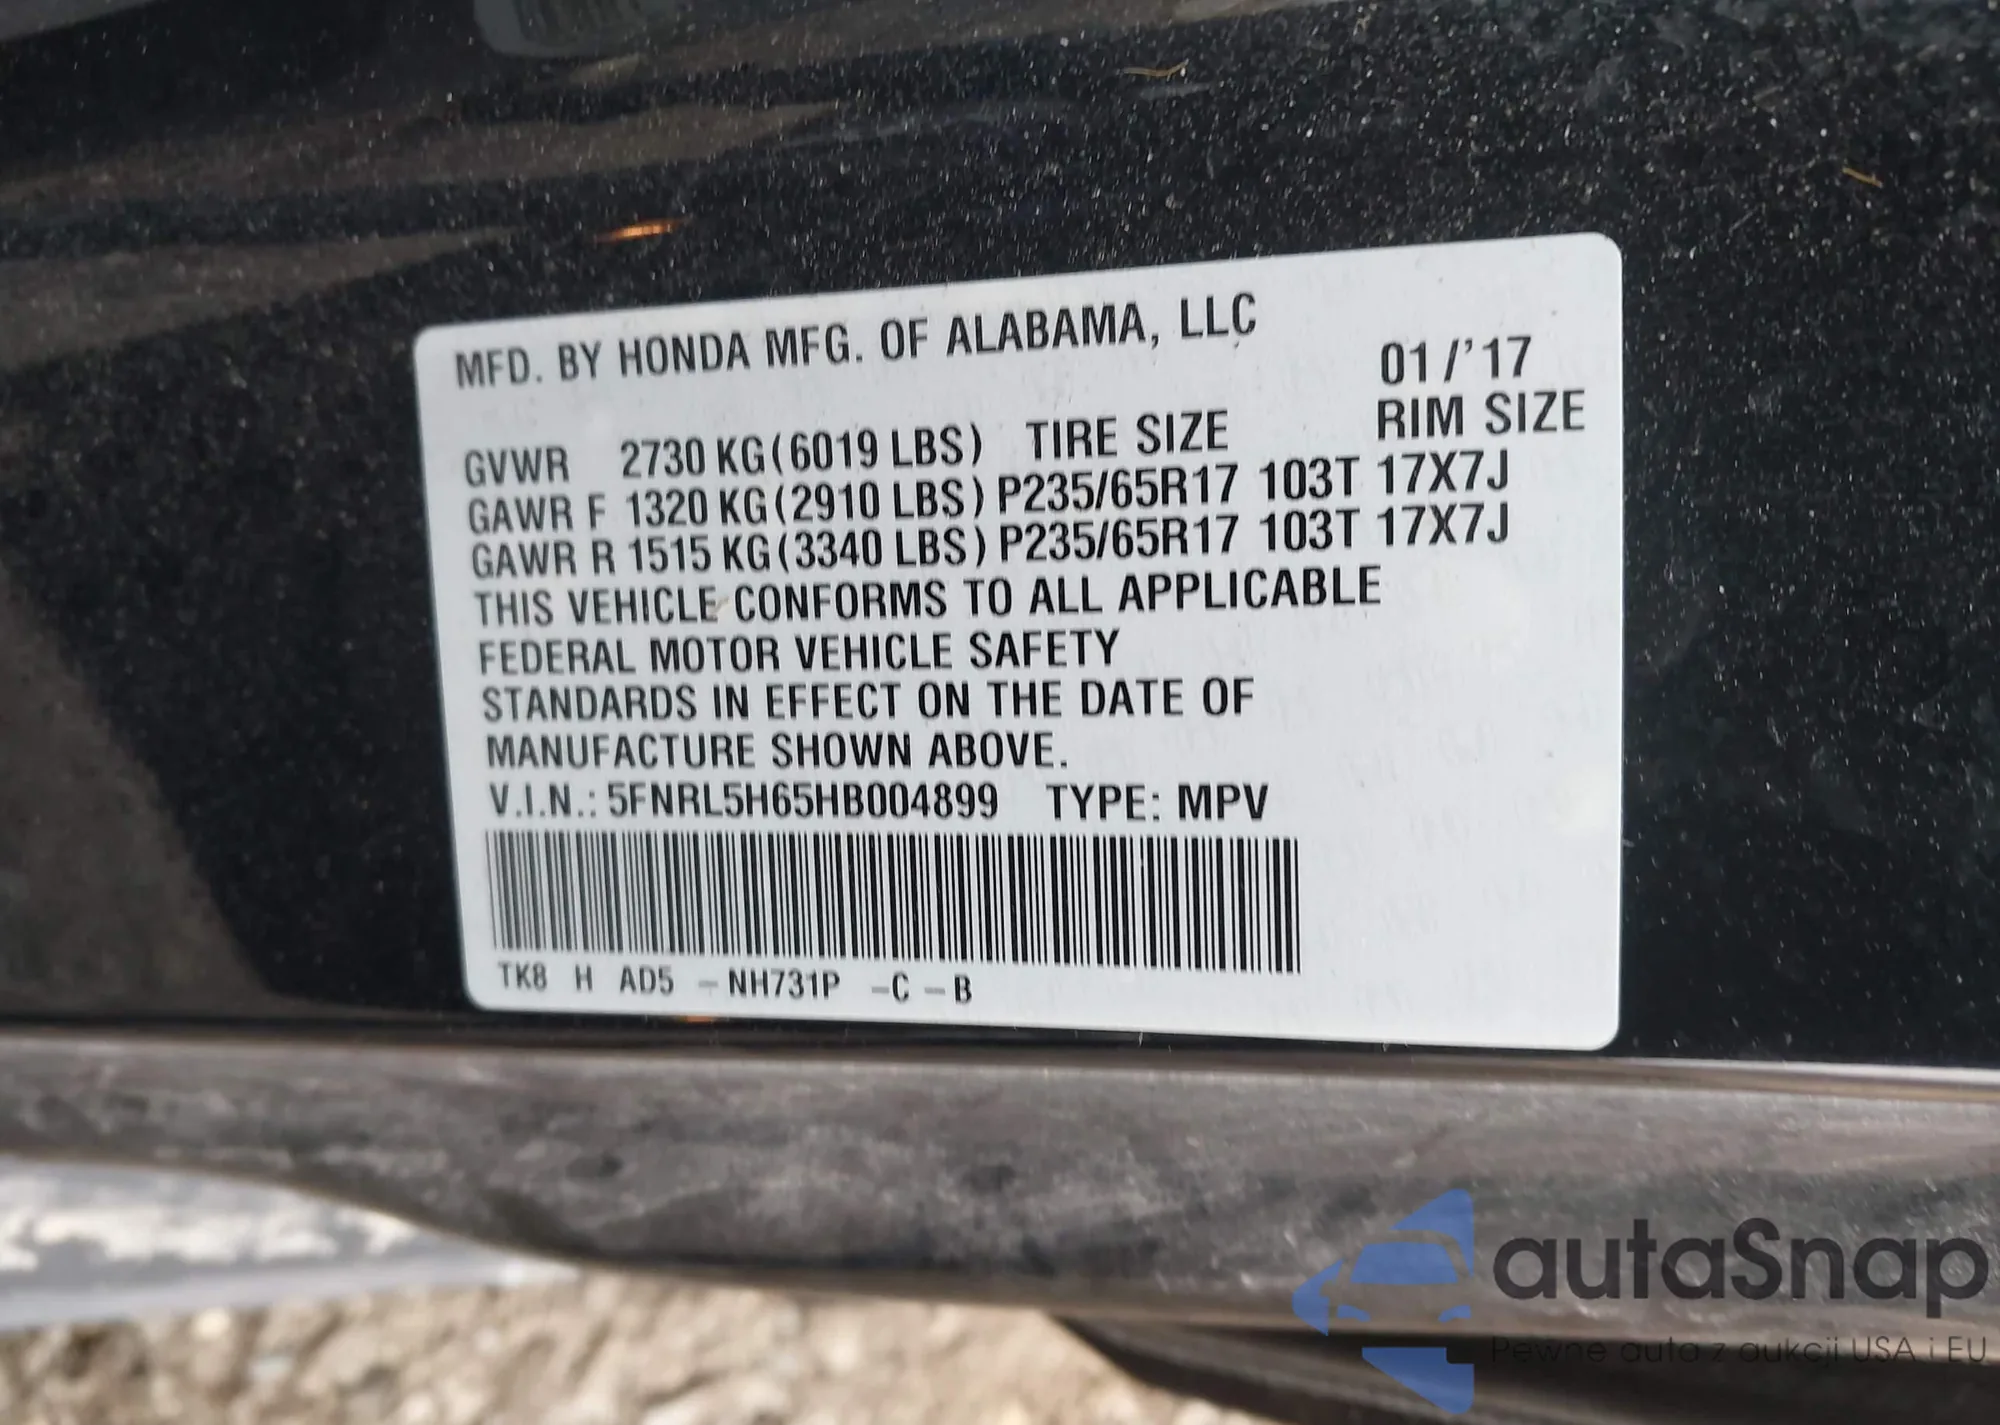 MFD. BY HONDA MFG. OF ALABAMA, LLC 01/'17
GVWR 2730 KG(6019 LBS) TIRE SIZE RIM SIZE
GAWR F 1320 KG(2910 LBS) P235/65R17 103T 17X7J
GAWR R 1515 KG(3340 LBS) P235/65R17 103T 17X7J
THIS VEHICLE CONFORMS TO ALL APPLICABLE
FEDERAL MOTOR VEHICLE SAFETY
STANDARDS IN EFFECT ON THE DATE OF
MANUFACTURE SHOWN ABOVE.
V.I.N.: 5FNRL5H65HB004899 TYPE: MPV
TK8 H AD5 -NH731P -C-B
autaSnap
Pewne auta z aukcji USA i EU